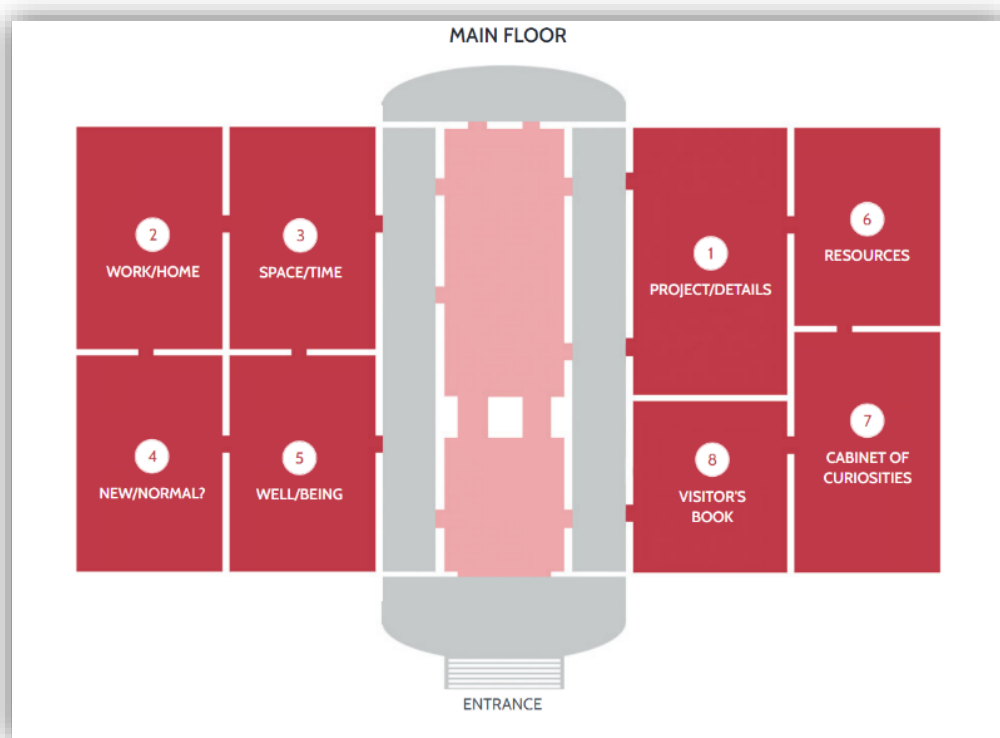 MAIN FLOOR
2
WORK/HOME
3
SPACE/TIME
1
PROJECT/DETAILS
6
RESOURCES
4
NEW/NORMAL?
5
WELL/BEING
8
VISITOR'S
BOOK
7
CABINET OF
CURIOSITIES
ENTRANCE